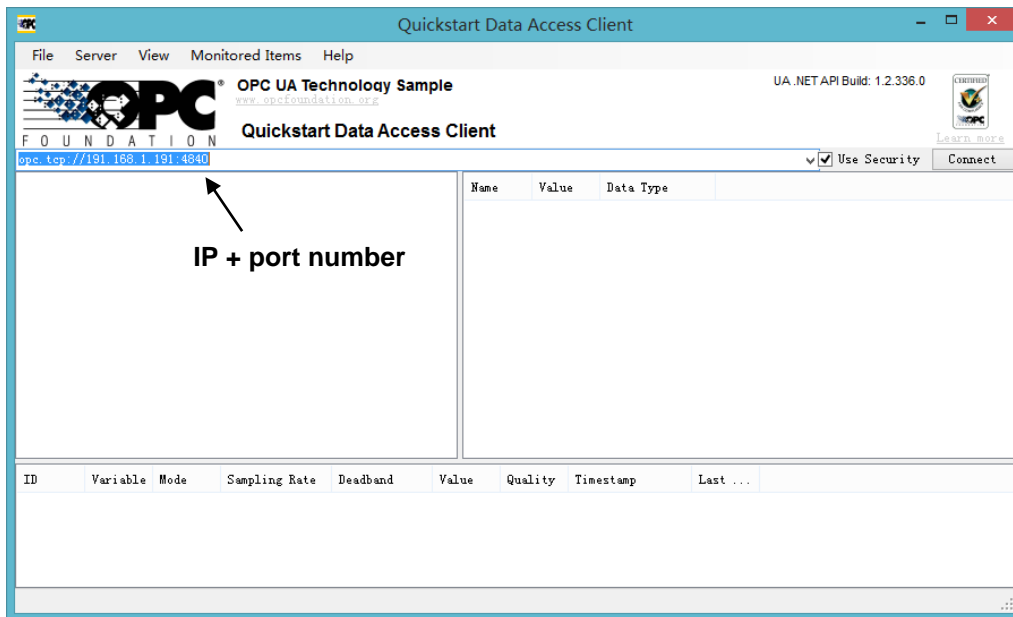 Quickstart Data Access Client
File Server View Monitored Items Help
OPC
FOUNDATION
®
OPC UA Technology Sample
www.opcfoundation.org
Quickstart Data Access Client
UA .NET API Build: 1.2.336.0
CERTIFIED
OPC
Learn more
opc.tcp://191.168.1.191:4840
Use Security
Connect
Name Value Data Type
IP + port number
ID Variable Mode Sampling Rate Deadband Value Quality Timestamp Last ...